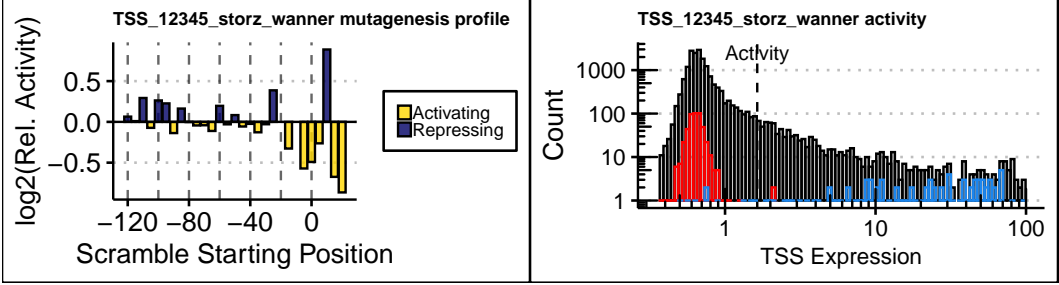 TSS_12345_storz_wanner mutagenesis profile
log2(Rel. Activity)
0.5
0.0
−0.5
−120
−80
−40
0
Scramble Starting Position
Activating
Repressing
TSS_12345_storz_wanner activity
Activity
Count
1000
100
10
1
1
10
100
TSS Expression